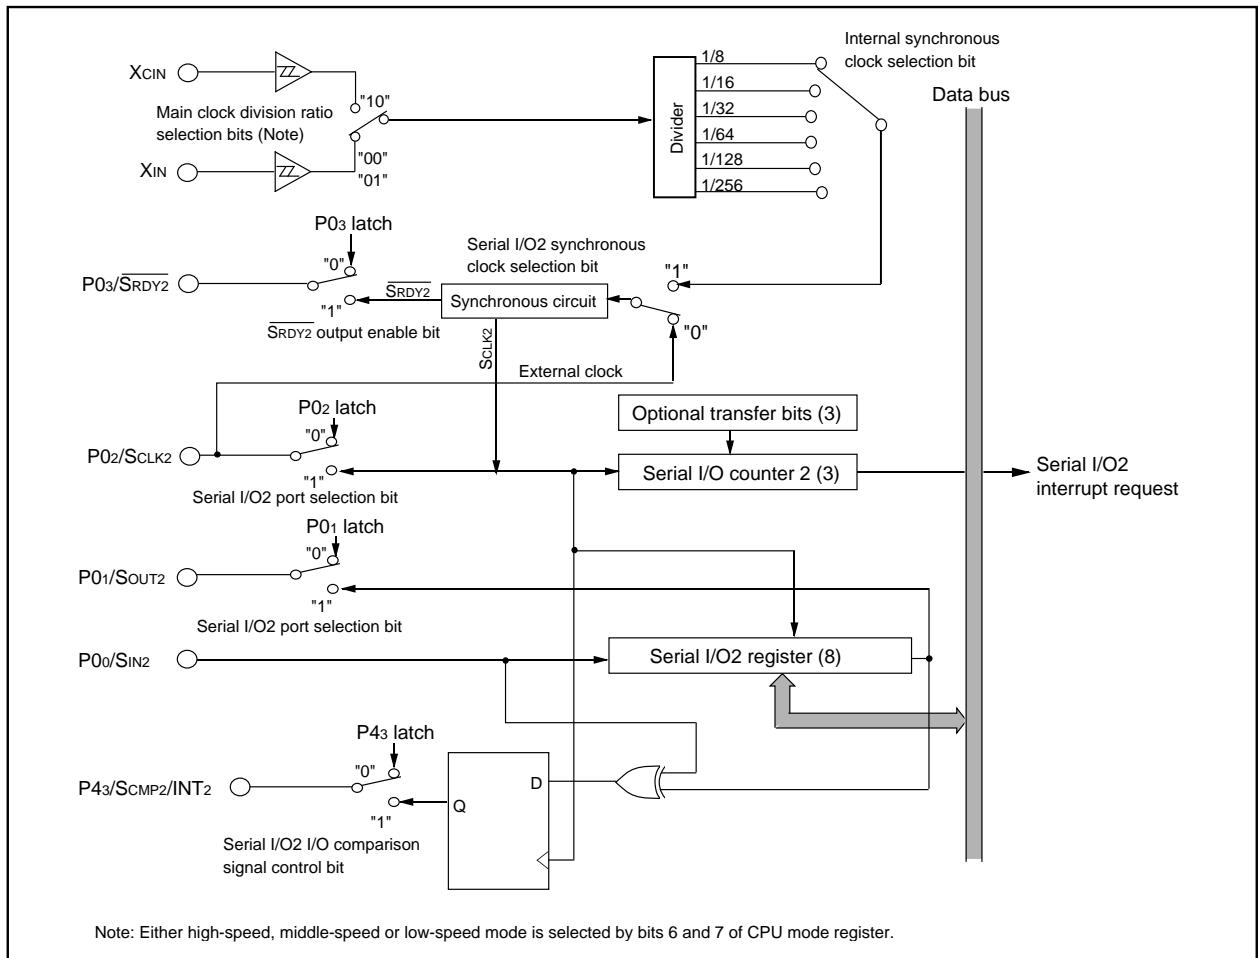 Internal synchronous
clock selection bit
XCIN
"10"
Main clock division ratio
selection bits (Note)
XIN
"00"
"01"
Divider
1/8
1/16
1/32
1/64
1/128
1/256
Data bus
P03 latch
"0"
P03/SRDY2
"1"
SRDY2
SRDY2 output enable bit
Serial I/O2 synchronous
clock selection bit
Synchronous circuit
"1"
"0"
SCLK2
External clock
P02 latch
"0"
P02/SCLK2
"1"
Serial I/O2 port selection bit
Optional transfer bits (3)
Serial I/O counter 2 (3)
Serial I/O2
interrupt request
P01 latch
"0"
P01/SOUT2
"1"
Serial I/O2 port selection bit
P00/SIN2
Serial I/O2 register (8)
P43 latch
"0"
P43/SCMP2/INT2
"1"
Serial I/O2 I/O comparison
signal control bit
Q
D
Note: Either high-speed, middle-speed or low-speed mode is selected by bits 6 and 7 of CPU mode register.